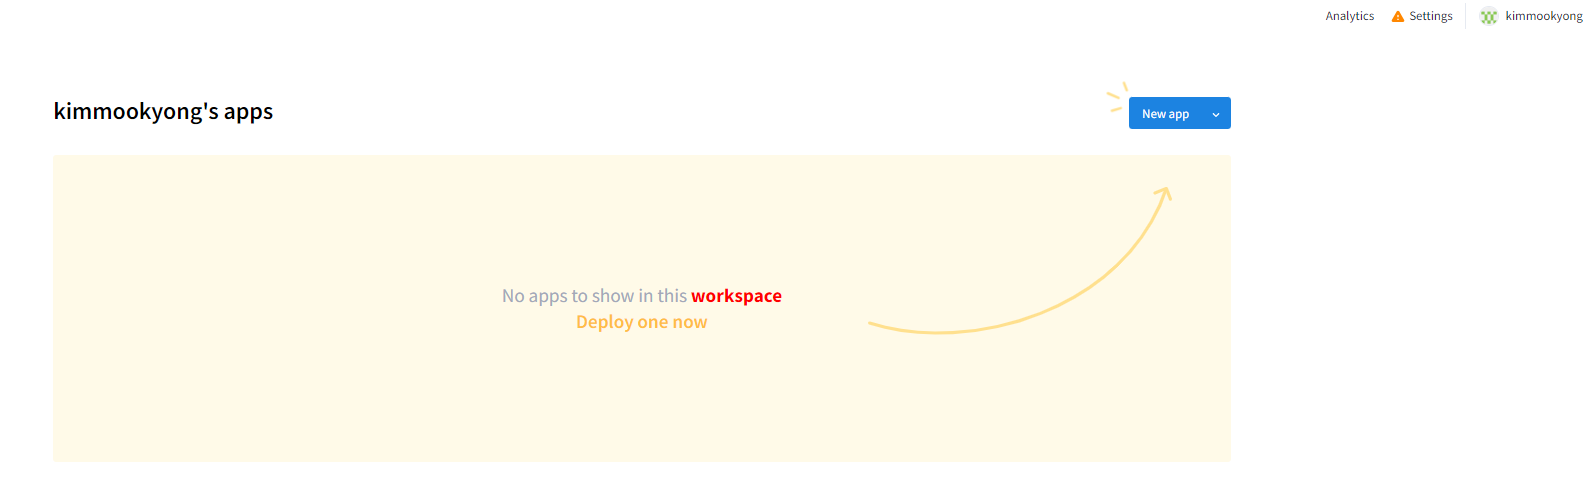 Analytics Settings kimmookyong
kimmookyong's apps
New app
No apps to show in this workspace
Deploy one now